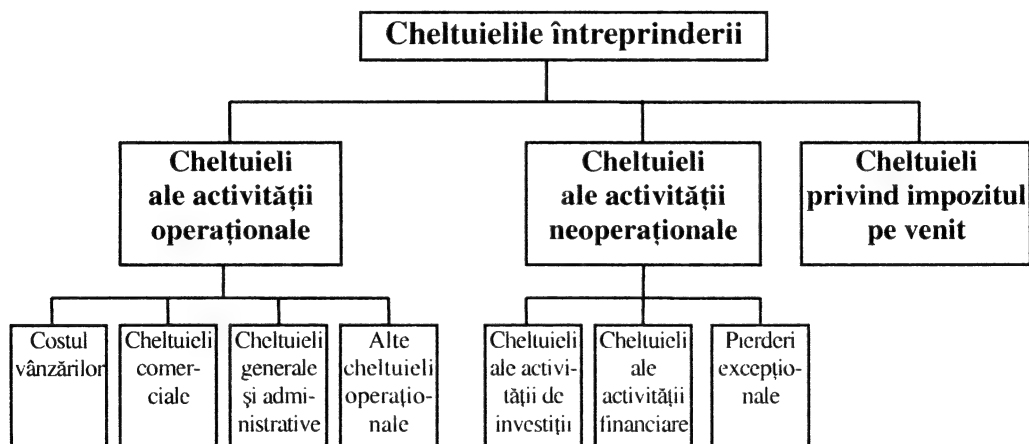 Cheltuielile întreprinderii
Cheltuieli
ale activității
operaționale
Cheltuieli
ale activității
neoperaționale
Cheltuieli
privind impozitul
pe venit
Costul
vânzărilor
Cheltuieli
comer-
ciale
Cheltuieli
generale
și admi-
nistrative
Alte
cheltuieli
operațio-
nale
Cheltuieli
ale activi-
tății de
investiții
Cheltuieli
ale
activității
financiare
Pierderi
excepțio-
nale